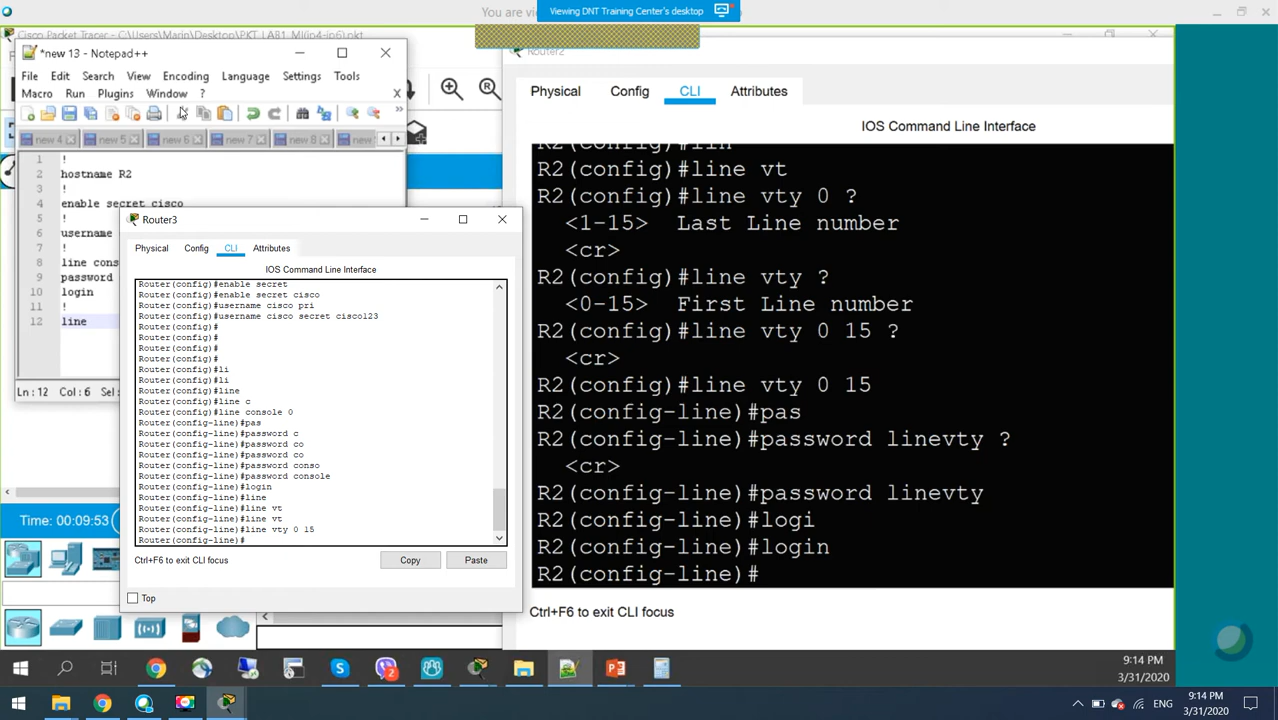 You are vie
Viewing DNT Training Center's desktop
Cisco Packet Tracer - C:\Users\Marin\Desktop\PKT_LAB1_MI(ip4-ip6).pkt
*new 13 - Notepad++
Router2
File Edit Search View Encoding Language Settings Tools
Macro Run Plugins Window ? X
new 4 new 5 new 6 new 7 new 8 new
1 !
2 hostname R2
3 !
4 enable secret cisco
5 !
6 username
7 !
8 line cons
9 password
10 login
11 !
12 line
Ln:12 Col:6 Sel:
Time: 00:09:53
Router3
Physical Config CLI Attributes
IOS Command Line Interface
Router(config)#enable secret
Router(config)#enable secret cisco
Router(config)#username cisco pri
Router(config)#username cisco secret cisco123
Router(config)#
Router(config)#
Router(config)#
Router(config)#
Router(config)#li
Router(config)#li
Router(config)#line
Router(config)#line c
Router(config)#line console 0
Router(config-line)#pas
Router(config-line)#password c
Router(config-line)#password co
Router(config-line)#password co
Router(config-line)#password conso
Router(config-line)#password console
Router(config-line)#login
Router(config-line)#line
Router(config-line)#line vt
Router(config-line)#line vt
Router(config-line)#line vty 0 15
Router(config-line)#
Ctrl+F6 to exit CLI focus
Copy Paste
Top
Physical Config CLI Attributes
IOS Command Line Interface
R2(config)#lin
R2(config)#line vt
R2(config)#line vty 0 ?
<1-15> Last Line number
<cr>
R2(config)#line vty ?
<0-15> First Line number
R2(config)#line vty 0 15 ?
<cr>
R2(config)#line vty 0 15
R2(config-line)#pas
R2(config-line)#password linevty ?
<cr>
R2(config-line)#password linevty
R2(config-line)#logi
R2(config-line)#login
R2(config-line)#
Ctrl+F6 to exit CLI focus
9:14 PM
3/31/2020
ENG
9:14 PM
3/31/2020